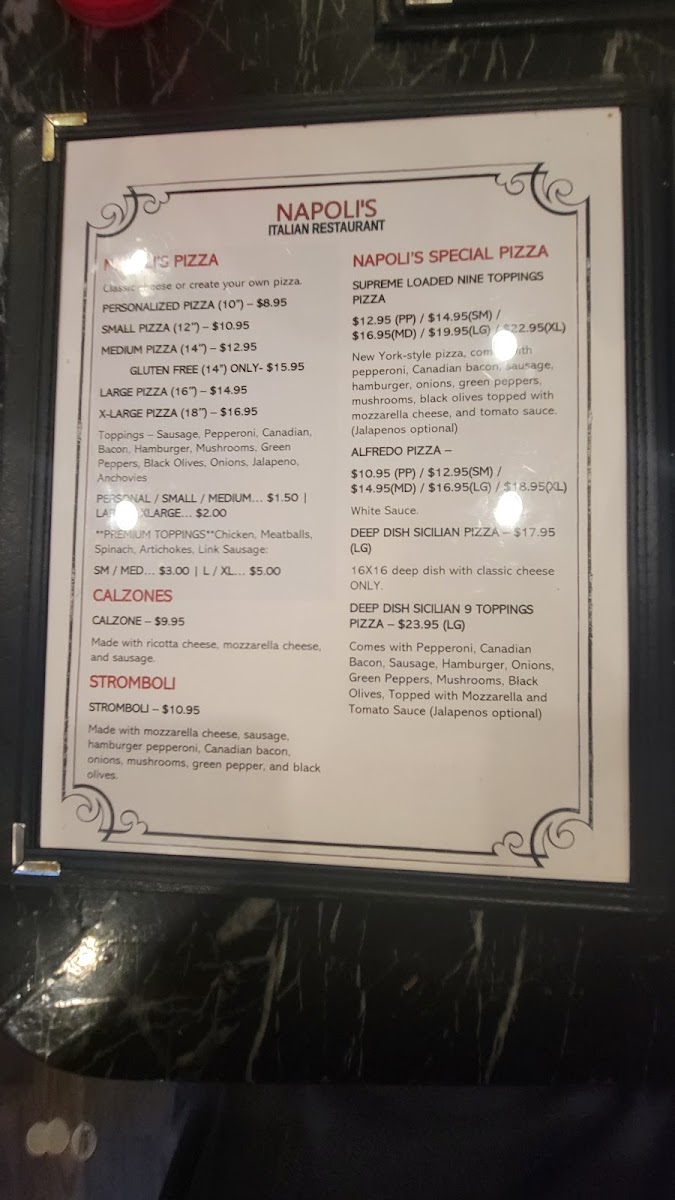 NAPOLI'S
ITALIAN RESTAURANT
PIZZA
Classic cheese or create your own pizza.
PERSONALIZED PIZZA (10") – $8.95
SMALL PIZZA (12") – $10.95
MEDIUM PIZZA (14") – $12.95
GLUTEN FREE (14") ONLY- $15.95
LARGE PIZZA (16") – $14.95
X-LARGE PIZZA (18") – $16.95
Toppings – Sausage, Pepperoni, Canadian,
Bacon, Hamburger, Mushrooms, Green
Peppers, Black Olives, Onions, Jalapeno,
Anchovies
PERSONAL / SMALL / MEDIUM... $1.50 |
XLARGE... $2.00
**PREMIUM TOPPINGS**Chicken, Meatballs,
Spinach, Artichokes, Link Sausage:
SM / MED... $3.00 | L / XL... $5.00
CALZONES
CALZONE – $9.95
Made with ricotta cheese, mozzarella cheese,
and sausage.
STROMBOLI
STROMBOLI – $10.95
Made with mozzarella cheese, sausage,
hamburger pepperoni, Canadian bacon,
onions, mushrooms, green pepper, and black
olives.
NAPOLI'S SPECIAL PIZZA
SUPREME LOADED NINE TOPPINGS
PIZZA
$12.95 (PP) / $14.95(SM) /
$16.95(MD) / $19.95(LG) / $22.95(XL)
New York-style pizza, with
pepperoni, Canadian bacon, sausage,
hamburger, onions, green peppers,
mushrooms, black olives topped with
mozzarella cheese, and tomato sauce.
(Jalapenos optional)
ALFREDO PIZZA –
$10.95 (PP) / $12.95(SM) /
$14.95(MD) / $16.95(LG) / $18.95(XL)
White Sauce.
DEEP DISH SICILIAN PIZZA – $17.95
(LG)
16X16 deep dish with classic cheese
ONLY.
DEEP DISH SICILIAN 9 TOPPINGS
PIZZA – $23.95 (LG)
Comes with Pepperoni, Canadian
Bacon, Sausage, Hamburger, Onions,
Green Peppers, Mushrooms, Black
Olives, Topped with Mozzarella and
Tomato Sauce (Jalapenos optional)